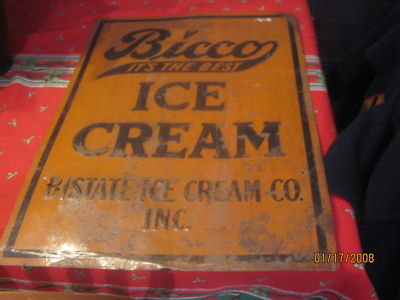 Bicco
IT'S THE BEST
ICE
CREAM
BISTATE ICE CREAM CO.
INC.
01/17/2008